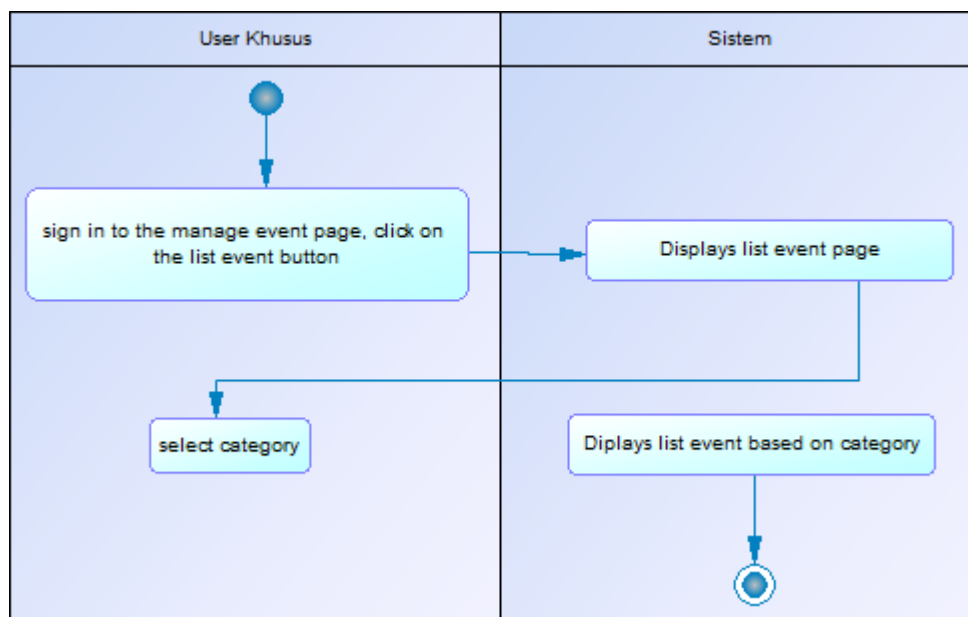 User Khusus
Sistem
sign in to the manage event page, click on
the list event button
Displays list event page
select category
Diplays list event based on category